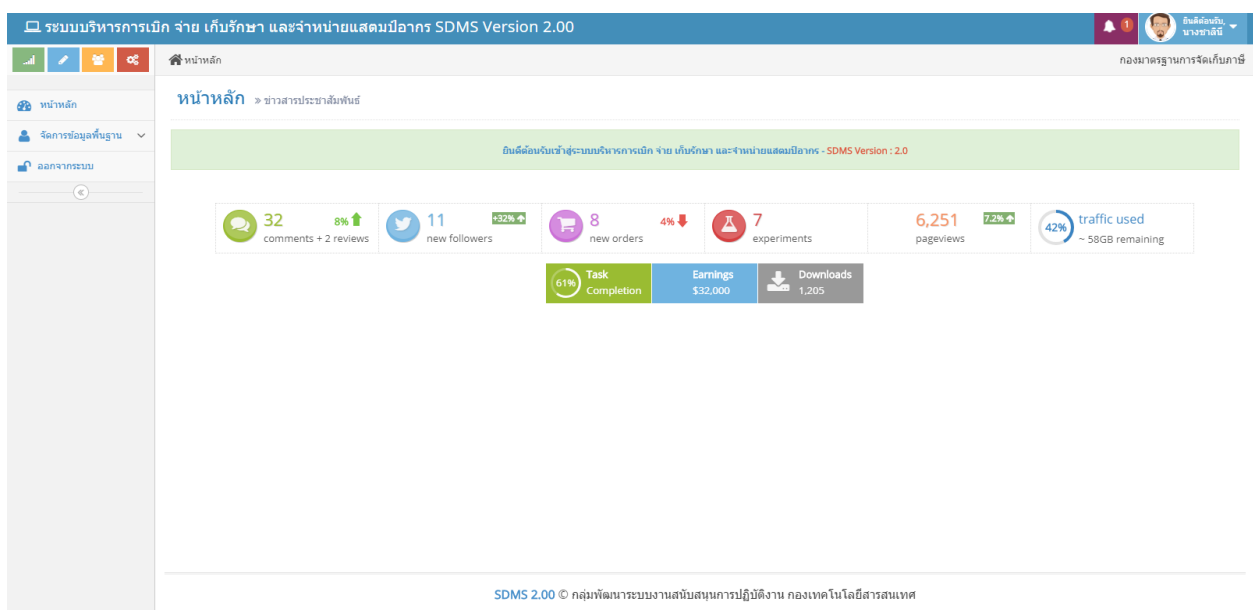 ระบบบริหารการเบิก จ่าย เก็บรักษา และจำหน่ายแสตมป์อากร SDMS Version 2.00
1
ยินดีต้อนรับ,
นางชาลินี
หน้าหลัก
กองมาตรฐานการจัดเก็บภาษี
หน้าหลัก
จัดการข้อมูลพื้นฐาน
ออกจากระบบ
หน้าหลัก » ข่าวสารประชาสัมพันธ์
ยินดีต้อนรับเข้าสู่ระบบบริหารการเบิก จ่าย เก็บรักษา และจำหน่ายแสตมป์อากร - SDMS Version : 2.0
32 8%
comments + 2 reviews
11 +32%
new followers
8 4%
new orders
7
experiments
6,251 7.2%
pageviews
42% traffic used
~ 58GB remaining
61% Task
Completion
Earnings
$32,000
Downloads
1,205
SDMS 2.00 © กลุ่มพัฒนาระบบงานสนับสนุนการปฏิบัติงาน กองเทคโนโลยีสารสนเทศ